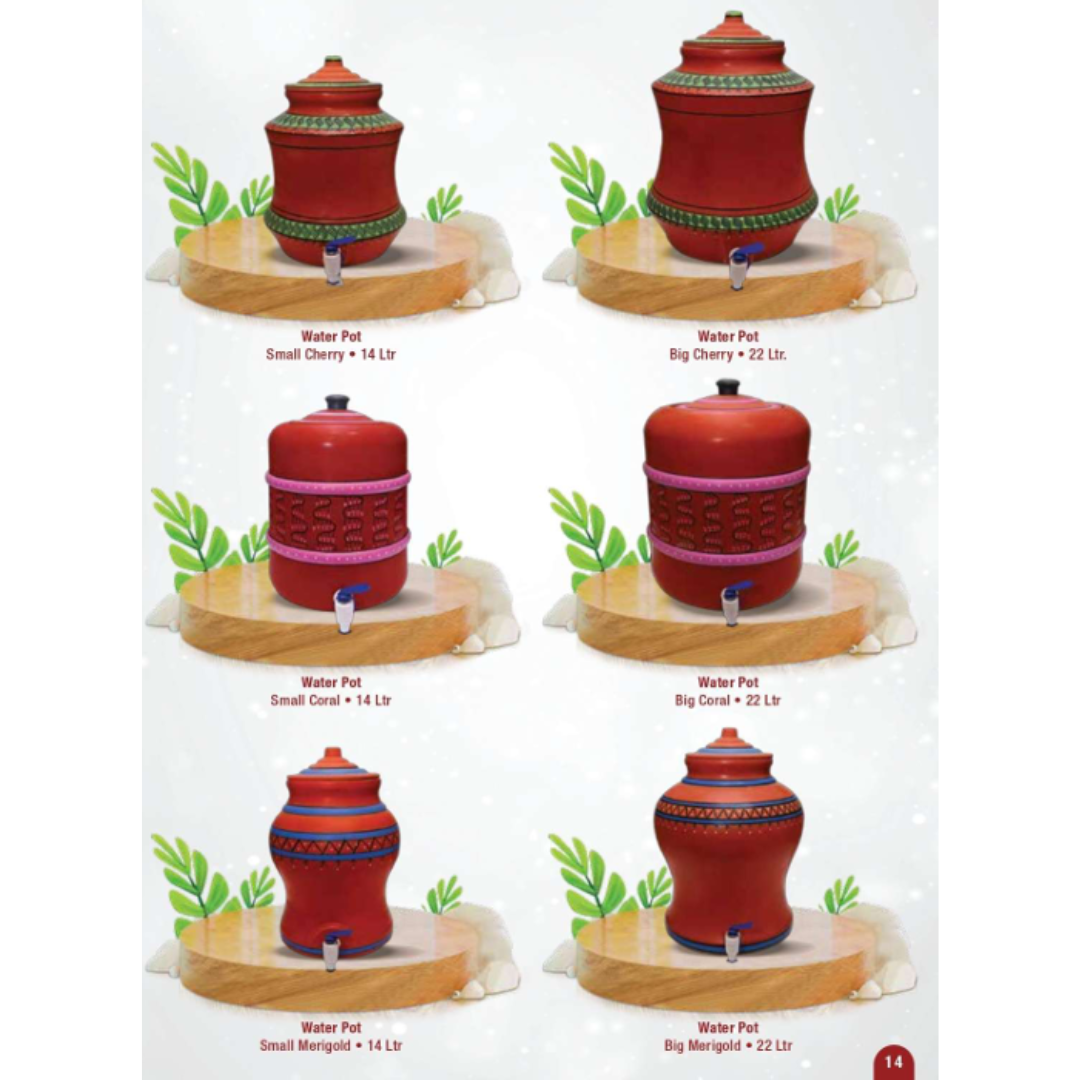 Water Pot
Small Cherry • 14 Ltr
Water Pot
Big Cherry • 22 Ltr.
Water Pot
Small Coral • 14 Ltr
Water Pot
Big Coral • 22 Ltr
Water Pot
Small Merigold • 14 Ltr
Water Pot
Big Merigold • 22 Ltr
14